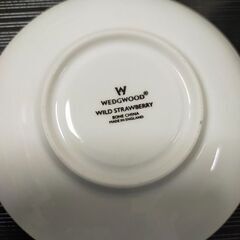 W
WEDGWOOD®
WILD STRAWBERRY
BONE CHINA
MADE IN ENGLAND